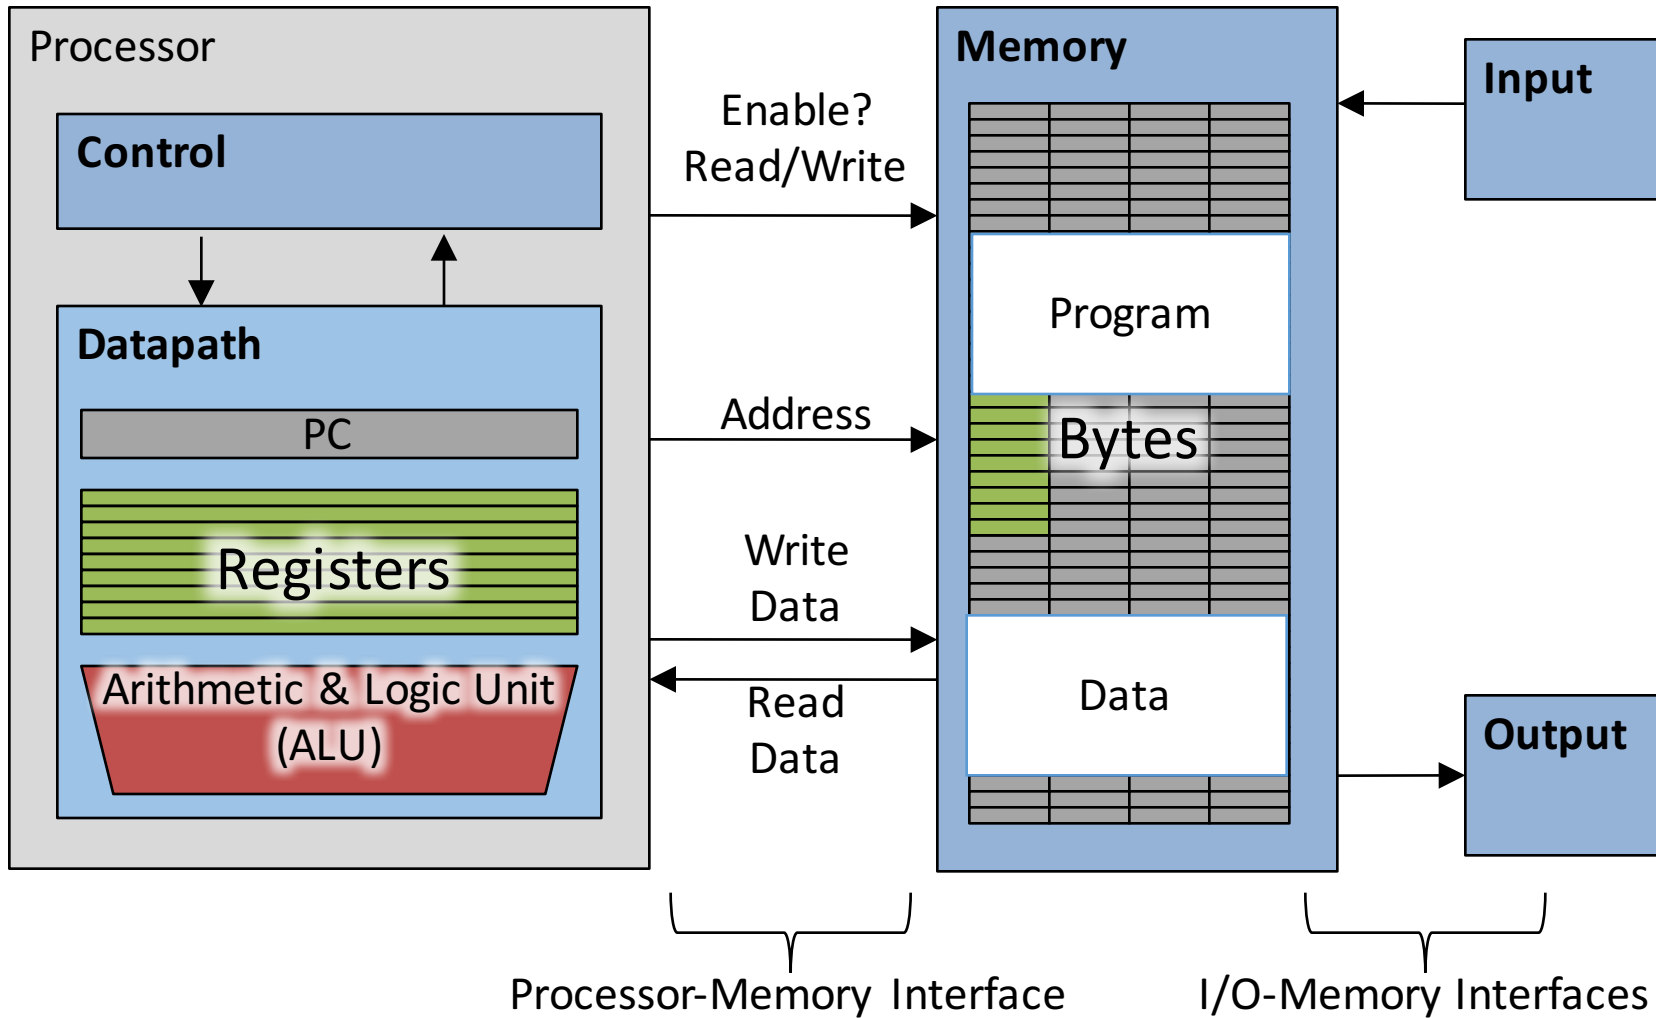 Processor
Control
Datapath
PC
Registers
Arithmetic & Logic Unit
(ALU)
Enable?
Read/Write
Address
Write
Data
Read
Data
Memory
Program
Bytes
Data
Input
Output
Processor-Memory Interface
I/O-Memory Interfaces